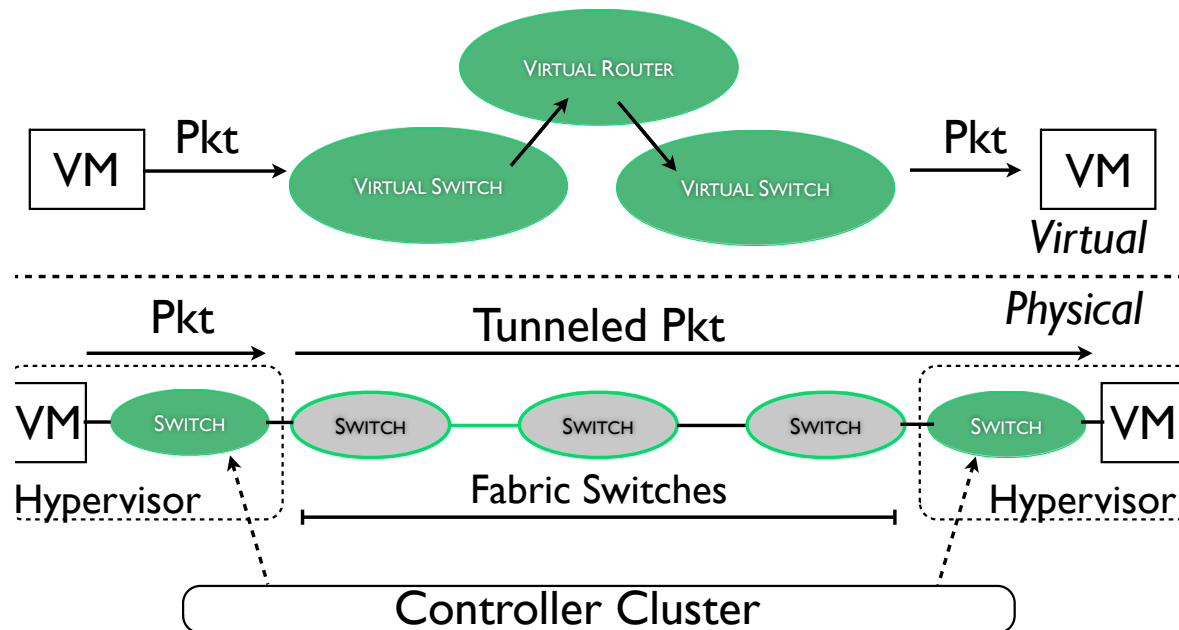 VIRTUAL ROUTER
Pkt
Pkt
VM
VIRTUAL SWITCH
VIRTUAL SWITCH
VM
Virtual
Physical
Pkt
Tunneled Pkt
VM
SWITCH
SWITCH
SWITCH
SWITCH
SWITCH
VM
Hypervisor
Fabric Switches
Hypervisor
Controller Cluster